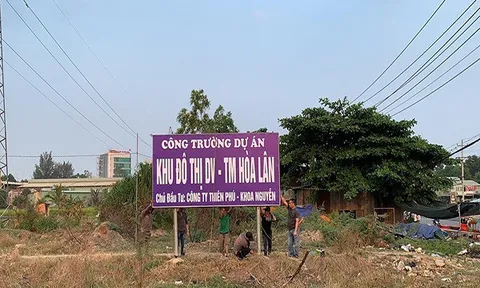 CÔNG TRƯỜNG DỰ ÁN
KHU ĐÔ THỊ DV - TM HÒA LÂN
Chủ Đầu Tư: CÔNG TY THIÊN PHÚ - KHOA NGUYÊN